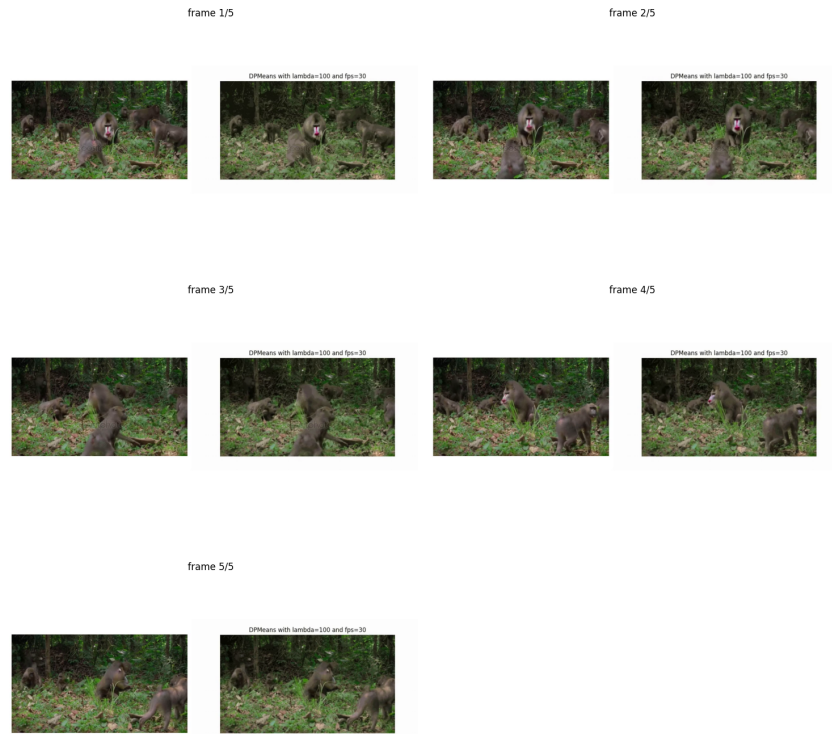 frame 1/5
frame 2/5
DPMeans with lambda=100 and fps=30
DPMeans with lambda=100 and fps=30
frame 3/5
frame 4/5
DPMeans with lambda=100 and fps=30
DPMeans with lambda=100 and fps=30
frame 5/5
DPMeans with lambda=100 and fps=30